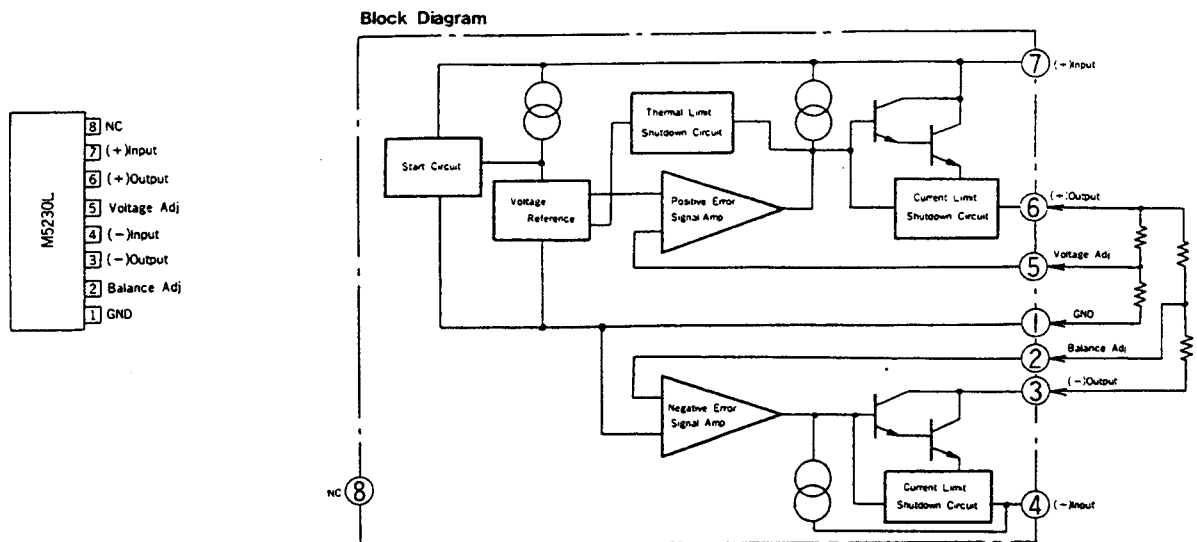 Block Diagram
M5230L
8 NC
7 (+)Input
6 (+)Output
5 Voltage Adj
4 (-)Input
3 (-)Output
2 Balance Adj
1 GND
7 (+)Input
Thermal Limit
Shutdown Circuit
Start Circuit
Voltage
Reference
Positive Error
Signal Amp
Current Limit
Shutdown Circuit
6 (+)Output
5 Voltage Adj
1 GND
2 Balance Adj
3 (-)Output
Negative Error
Signal Amp
Current Limit
Shutdown Circuit
4 (-)Input
NC 8